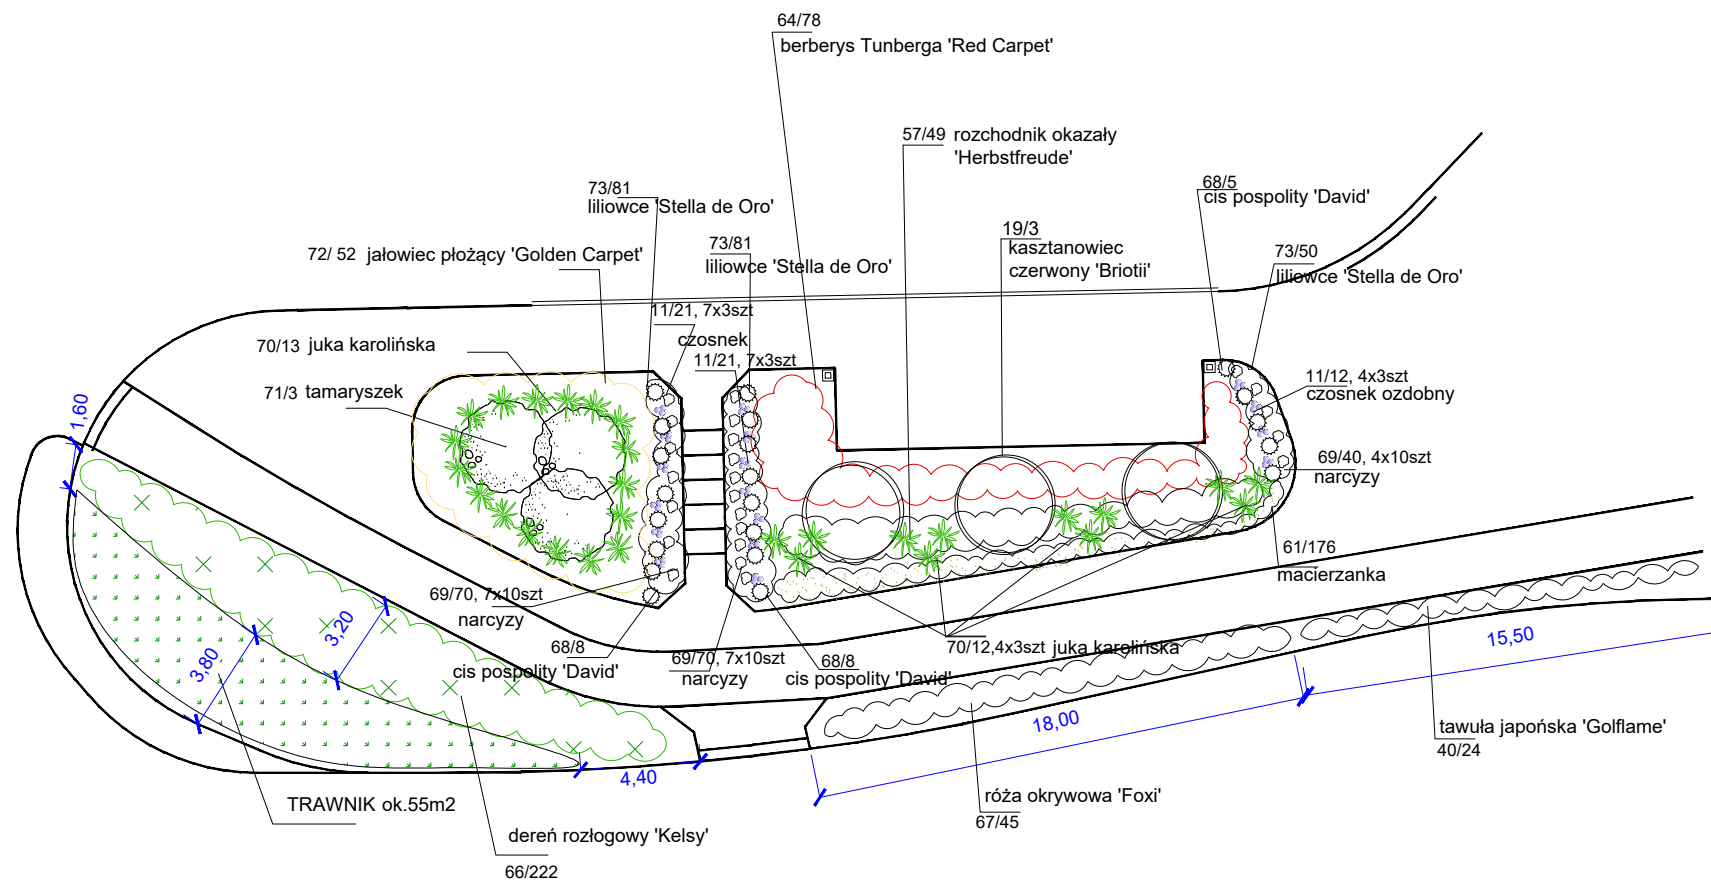 64/78
berberys Tunberga 'Red Carpet'
57/49 rozchodnik okazały
'Herbstfreude'
73/81
liliowce 'Stella de Oro'
68/5
cis pospolity 'David'
72/ 52 jałowiec płożący 'Golden Carpet'
73/81
liliowce 'Stella de Oro'
19/3
kasztanowiec
czerwony 'Briotii'
73/50
liliowce 'Stella de Oro'
11/21, 7x3szt
czosnek
11/21, 7x3szt
70/13 juka karolińska
71/3 tamaryszek
11/12, 4x3szt
czosnek ozdobny
1,60
69/40, 4x10szt
narcyzy
61/176
macierzanka
69/70, 7x10szt
narcyzy
68/8
cis pospolity 'David'
69/70, 7x10szt
narcyzy
68/8
cis pospolity 'David'
70/12,4x3szt juka karolińska
3,20
3,80
15,50
18,00
4,40
tawuła japońska 'Golflame'
40/24
TRAWNIK ok.55m2
róża okrywowa 'Foxi'
67/45
dereń rozłogowy 'Kelsy'
66/222